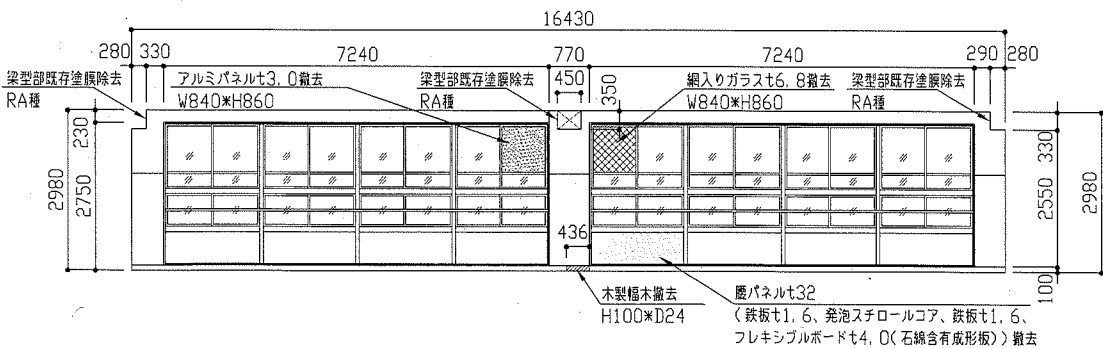 16430
280 330 7240 770 7240 290 280
梁型部既存塗膜除去
RA種
アルミパネルt3,0撤去
W840*H860
梁型部既存塗膜除去
RA種
450
350
網入りガラスt6,8撤去
W840*H860
梁型部既存塗膜除去
RA種
2980
230
2750
330
2550
2980
100
436
木製幅木撤去
H100*D24
腰パネルt32
(鉄板t1,6、発泡スチロールコア、鉄板t1,6、
フレキシブルボードt4,0(石綿含有成形板))撤去